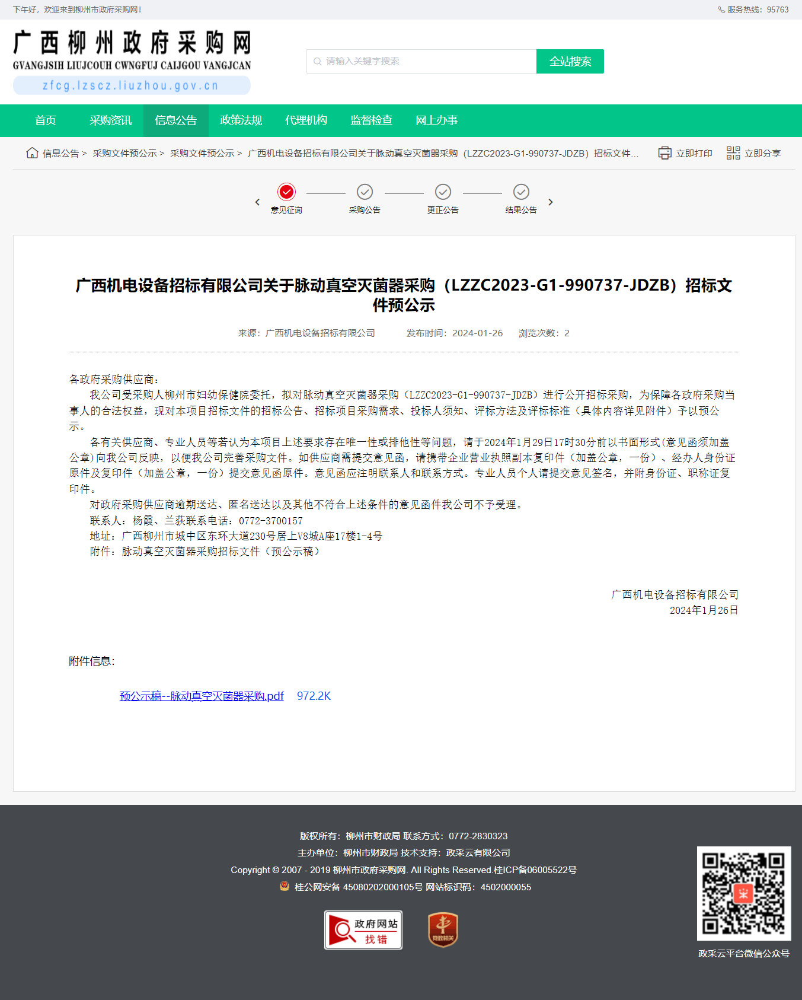 下午好，欢迎来到柳州市政府采购网！
服务热线：95763
广西柳州政府采购网
GVANGJSIH LIUJCOUH CWNGFUJ CAIJGOU VANGJCAN
zfcg.lzscz.liuzhou.gov.cn
请输入关键字搜索
全站搜索
首页 采购资讯 信息公告 政策法规 代理机构 监督检查 网上办事
信息公告 > 采购文件预公示 > 采购文件预公示 > 广西机电设备招标有限公司关于脉动真空灭菌器采购（LZZC2023-G1-990737-JDZB）招标文件... 立即打印 立即分享
意见征询 采购公告 更正公告 结果公告
广西机电设备招标有限公司关于脉动真空灭菌器采购（LZZC2023-G1-990737-JDZB）招标文
件预公示
来源：广西机电设备招标有限公司 发布时间：2024-01-26 浏览次数：2
各政府采购供应商：
我公司受采购人柳州市妇幼保健院委托，拟对脉动真空灭菌器采购（LZZC2023-G1-990737-JDZB）进行公开招标采购，为保障各政府采购当
事人的合法权益，现对本项目招标文件的招标公告、招标项目采购需求、投标人须知、评标方法及评标标准（具体内容详见附件）予以预公
示。
各有关供应商、专业人员等若认为本项目上述要求存在唯一性或排他性等问题，请于2024年1月29日17时30分前以书面形式(意见函须加盖
公章)向我公司反映，以便我公司完善采购文件。如供应商需提交意见函，请携带企业营业执照副本复印件（加盖公章，一份）、经办人身份证
原件及复印件（加盖公章，一份）提交意见函原件。意见函应注明联系人和联系方式。专业人员个人请提交意见签名，并附身份证、职称证复
印件。
对政府采购供应商逾期送达、匿名送达以及其他不符合上述条件的意见函件我公司不予受理。
联系人：杨霞、兰荻联系电话：0772-3700157
地址：广西柳州市城中区东环大道230号居上V8城A座17楼1-4号
附件：脉动真空灭菌器采购招标文件（预公示稿）
广西机电设备招标有限公司
2024年1月26日
附件信息：
预公示稿--脉动真空灭菌器采购.pdf 972.2K
版权所有：柳州市财政局 联系方式：0772-2830323
主办单位：柳州市财政局 技术支持：政采云有限公司
Copyright © 2007 - 2019 柳州市政府采购网. All Rights Reserved.桂ICP备06005522号
桂公网安备 45080202000105号 网站标识码：4502000055
政府网站
找错
党政机关
政采云平台微信公众号